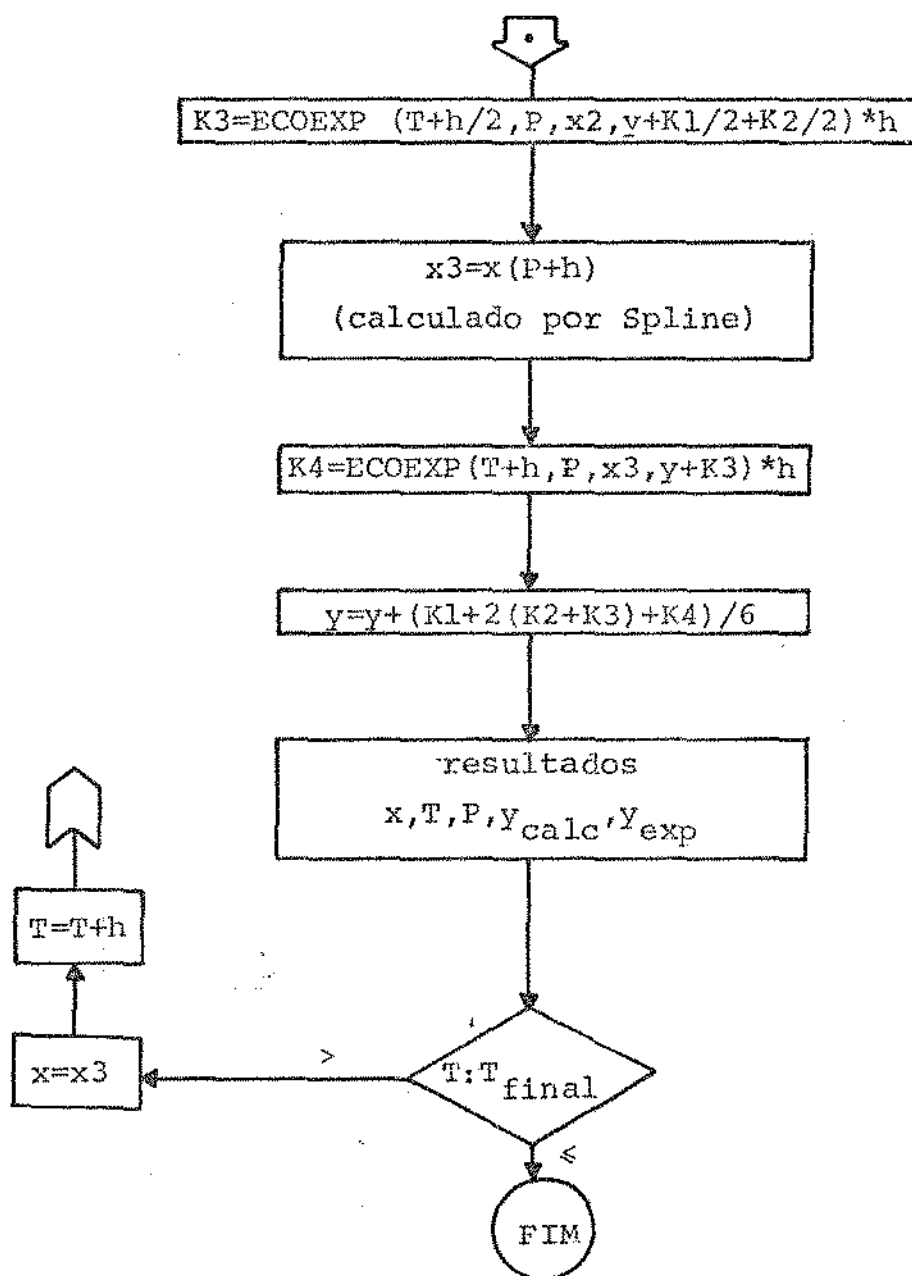 K3=ECOEXP (T+h/2,P,x2,y+K1/2+K2/2)*h
x3=x(P+h)
(calculado por Spline)
K4=ECOEXP(T+h,P,x3,y+K3)*h
y=y+(K1+2(K2+K3)+K4)/6
resultados
x,T,P,ycalc,yexp
T=T+h
x=x3
>
T:Tfinal
≤
FIM